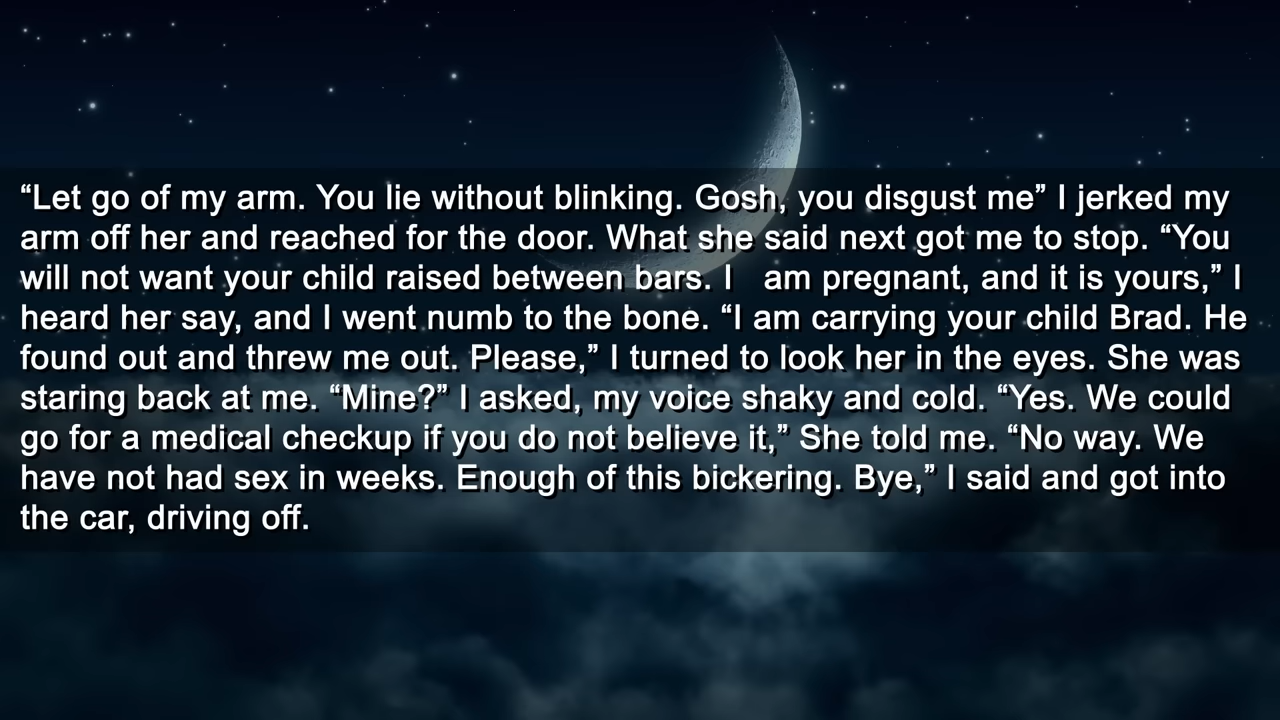 “Let go of my arm. You lie without blinking. Gosh, you disgust me” I jerked my
arm off her and reached for the door. What she said next got me to stop. “You
will not want your child raised between bars. I   am pregnant, and it is yours,” I
heard her say, and I went numb to the bone. “I am carrying your child Brad. He
found out and threw me out. Please,” I turned to look her in the eyes. She was
staring back at me. “Mine?” I asked, my voice shaky and cold. “Yes. We could
go for a medical checkup if you do not believe it,” She told me. “No way. We
have not had sex in weeks. Enough of this bickering. Bye,” I said and got into
the car, driving off.